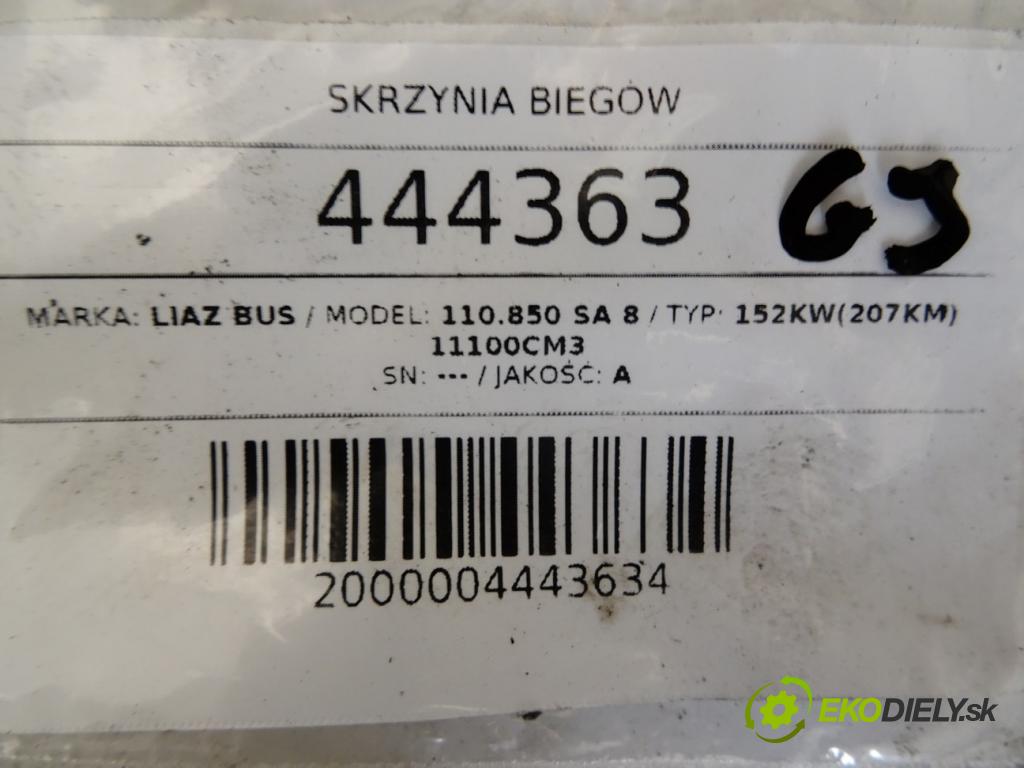 SKRZYNIA BIEGÓW
444363 GJ
MARKA: LIAZ BUS / MODEL: 110.850 SA 8 / TYP: 152KW(207KM)
11100CM3
SN: --- / JAKOŚĆ: A
2000004443634
EKODIELY.sk